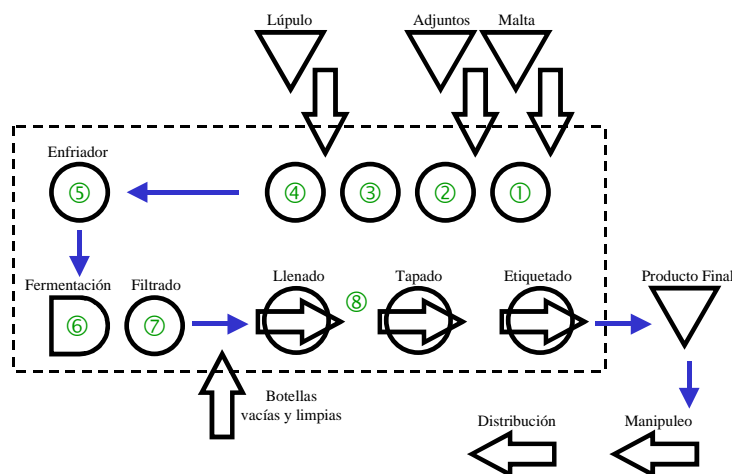 Lúpulo
Adjuntos
Malta
Enfriador
⑤
④
③
②
①
Fermentación
Filtrado
Llenado
Tapado
Etiquetado
Producto Final
⑥
⑦
⑧
Botellas
vacías y limpias
Distribución
Manipuleo